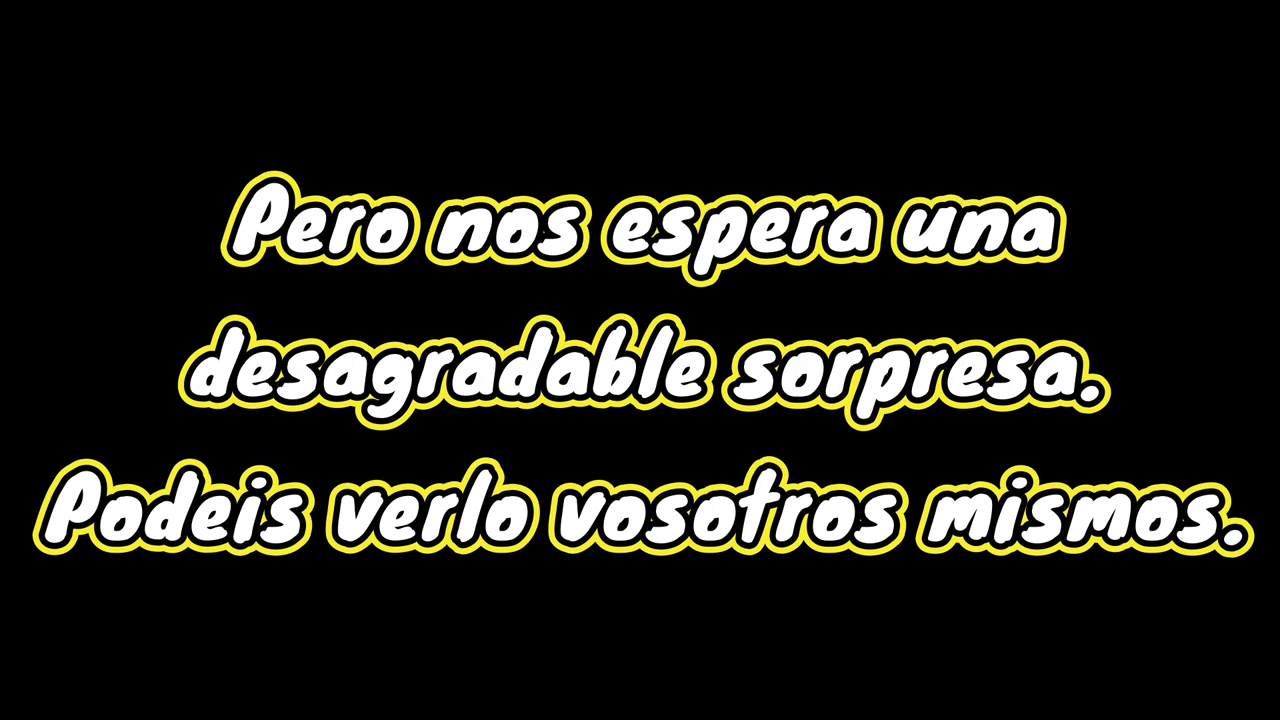 Pero nos espera una
desagradable sorpresa.
Podeis verlo vosotros mismos.